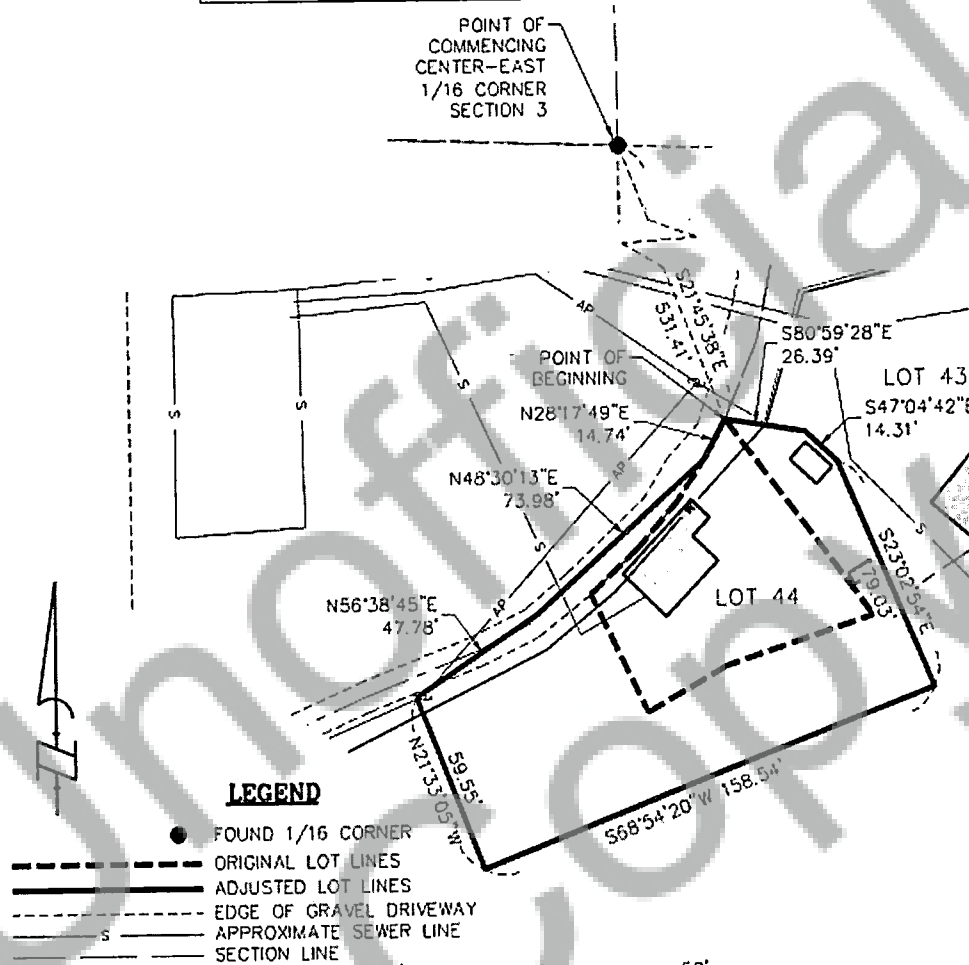 POINT OF
COMMENCING
CENTER-EAST
1/16 CORNER
SECTION 3
S21°45'38"E
531.41'
AP
S80°59'28"E
26.39'
POINT OF
BEGINNING
LOT 43
N28°17'49"E
14.74'
S47°04'42"E
14.31'
S
S
S
AP
N48°30'13"E
73.98'
S
S
S23°02'54"E
79.03'
LOT 44
N56°38'45"E
47.78'
AP
59.55'
N21°33'05"W
S68°54'20"W 158.54'
LEGEND
FOUND 1/16 CORNER
ORIGINAL LOT LINES
ADJUSTED LOT LINES
EDGE OF GRAVEL DRIVEWAY
S APPROXIMATE SEWER LINE
SECTION LINE
Unofficial
Copy